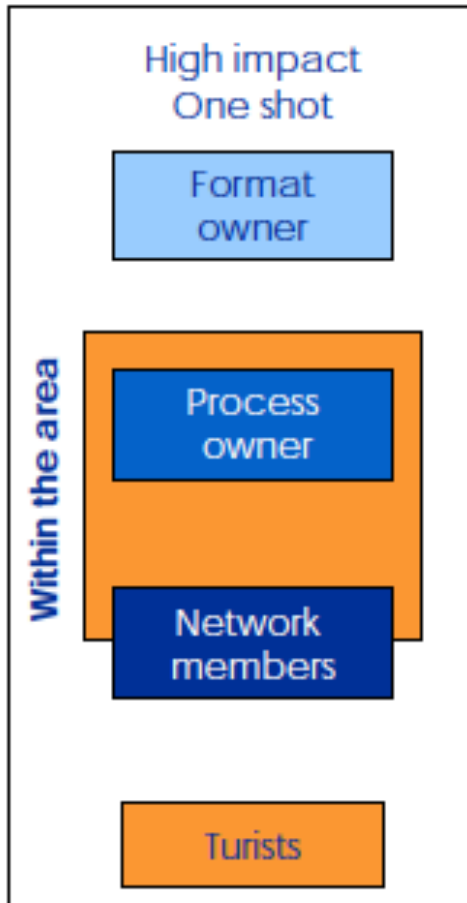 High impact
One shot
Format
owner
Within the area
Process
owner
Network
members
Turists